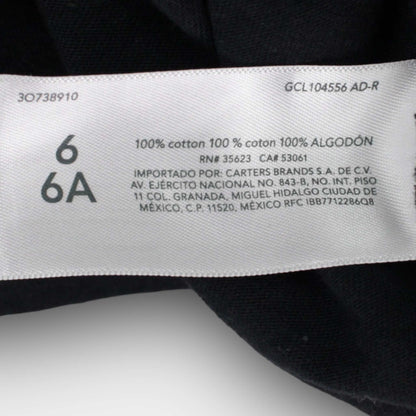 3O738910
GCL104556 AD-R
6
6A
100% cotton 100 % coton 100% ALGODÓN
RN# 35623 CA# 53061
IMPORTADO POR: CARTERS BRANDS S.A. DE C.V.
AV. EJÉRCITO NACIONAL NO. 843-B, NO. INT. PISO
11 COL. GRANADA, MIGUEL HIDALGO CIUDAD DE
MÉXICO, C.P. 11520, MÉXICO RFC IBB7712286Q8